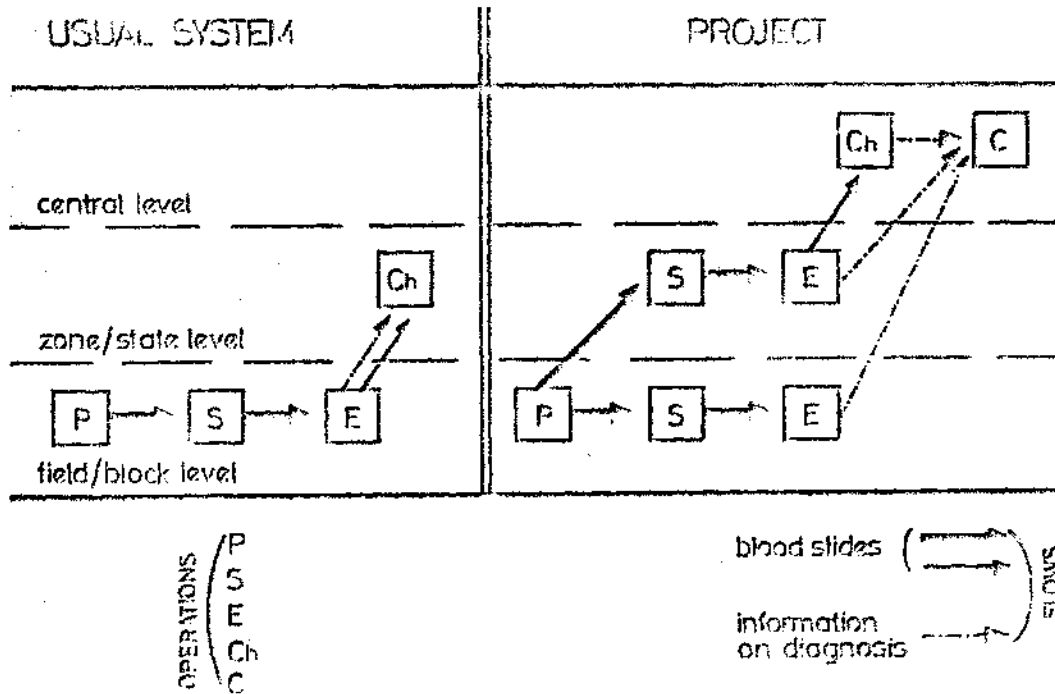 USUAL SYSTEM
PROJECT
Ch
C
central level
Ch
S
E
zone/state level
P
S
E
P
S
E
field/block level
OPERATIONS
P
S
E
Ch
C
blood slides
information
on diagnosis
FLOWS